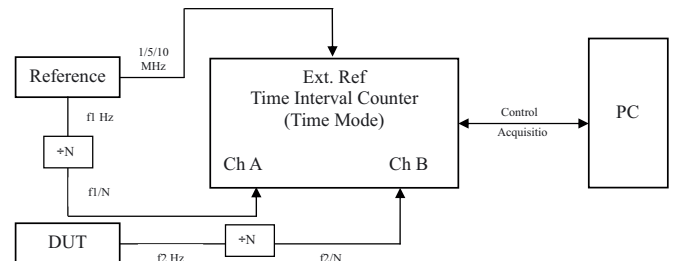 1/5/10
MHz
Reference
f1 Hz
÷N
f1/N
Ext. Ref
Time Interval Counter
(Time Mode)
Ch A
Ch B
Control
Acquisitio
PC
DUT
f2 Hz
÷N
f2/N